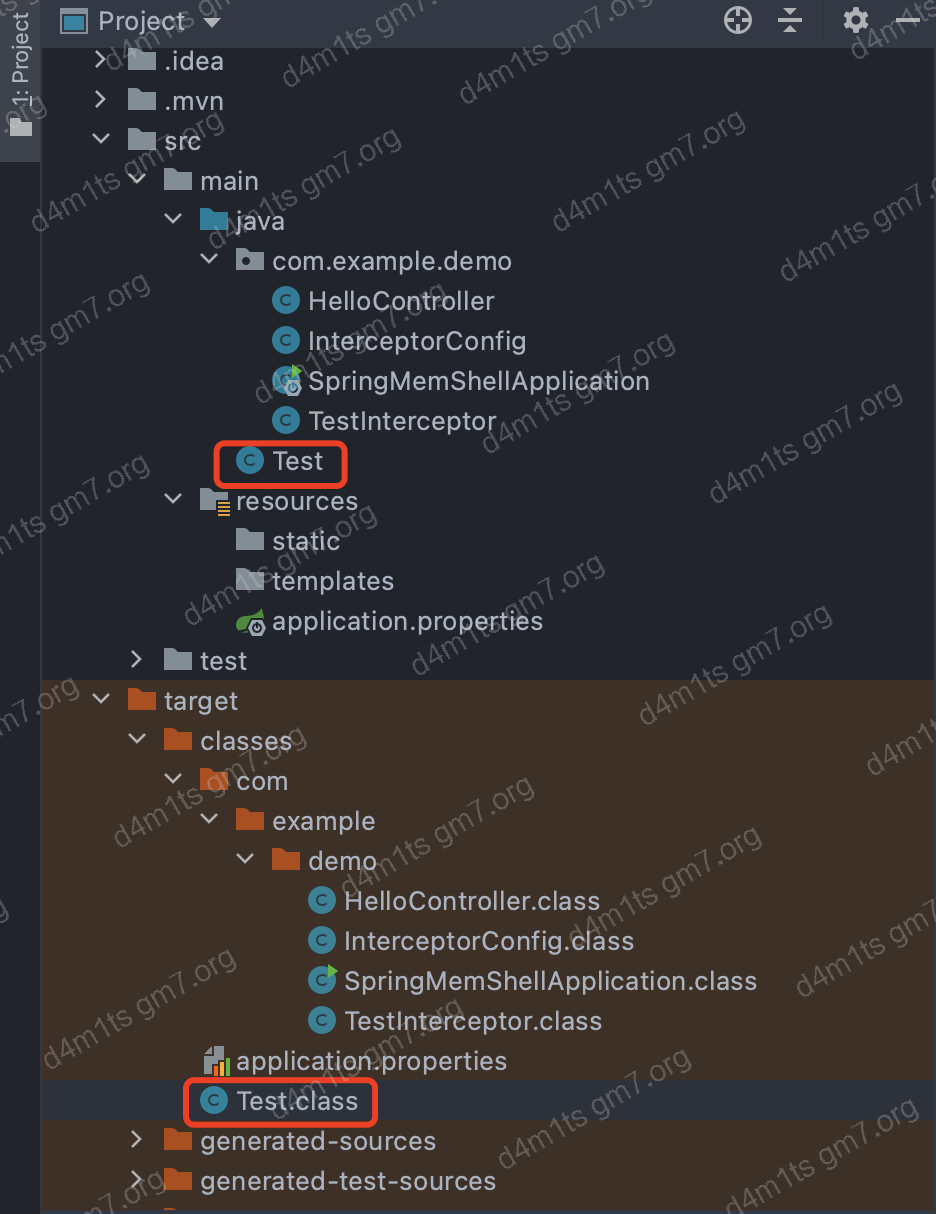 Project
1: Project
.idea
.mvn
src
main
java
com.example.demo
HelloController
InterceptorConfig
SpringMemShellApplication
TestInterceptor
Test
resources
static
templates
application.properties
test
target
classes
com
example
demo
HelloController.class
InterceptorConfig.class
SpringMemShellApplication.class
TestInterceptor.class
application.properties
Test.class
generated-sources
generated-test-sources
d4m1ts gm7.org